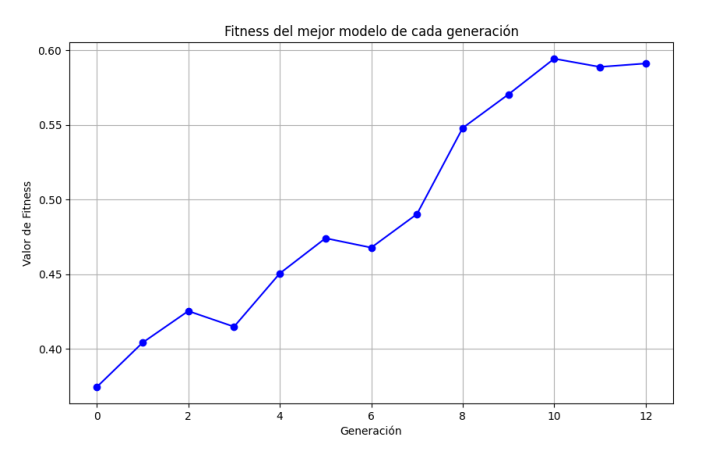 Fitness del mejor modelo de cada generación
0.60
0.55
0.50
0.45
0.40
Valor de Fitness
0 2 4 6 8 10 12
Generación